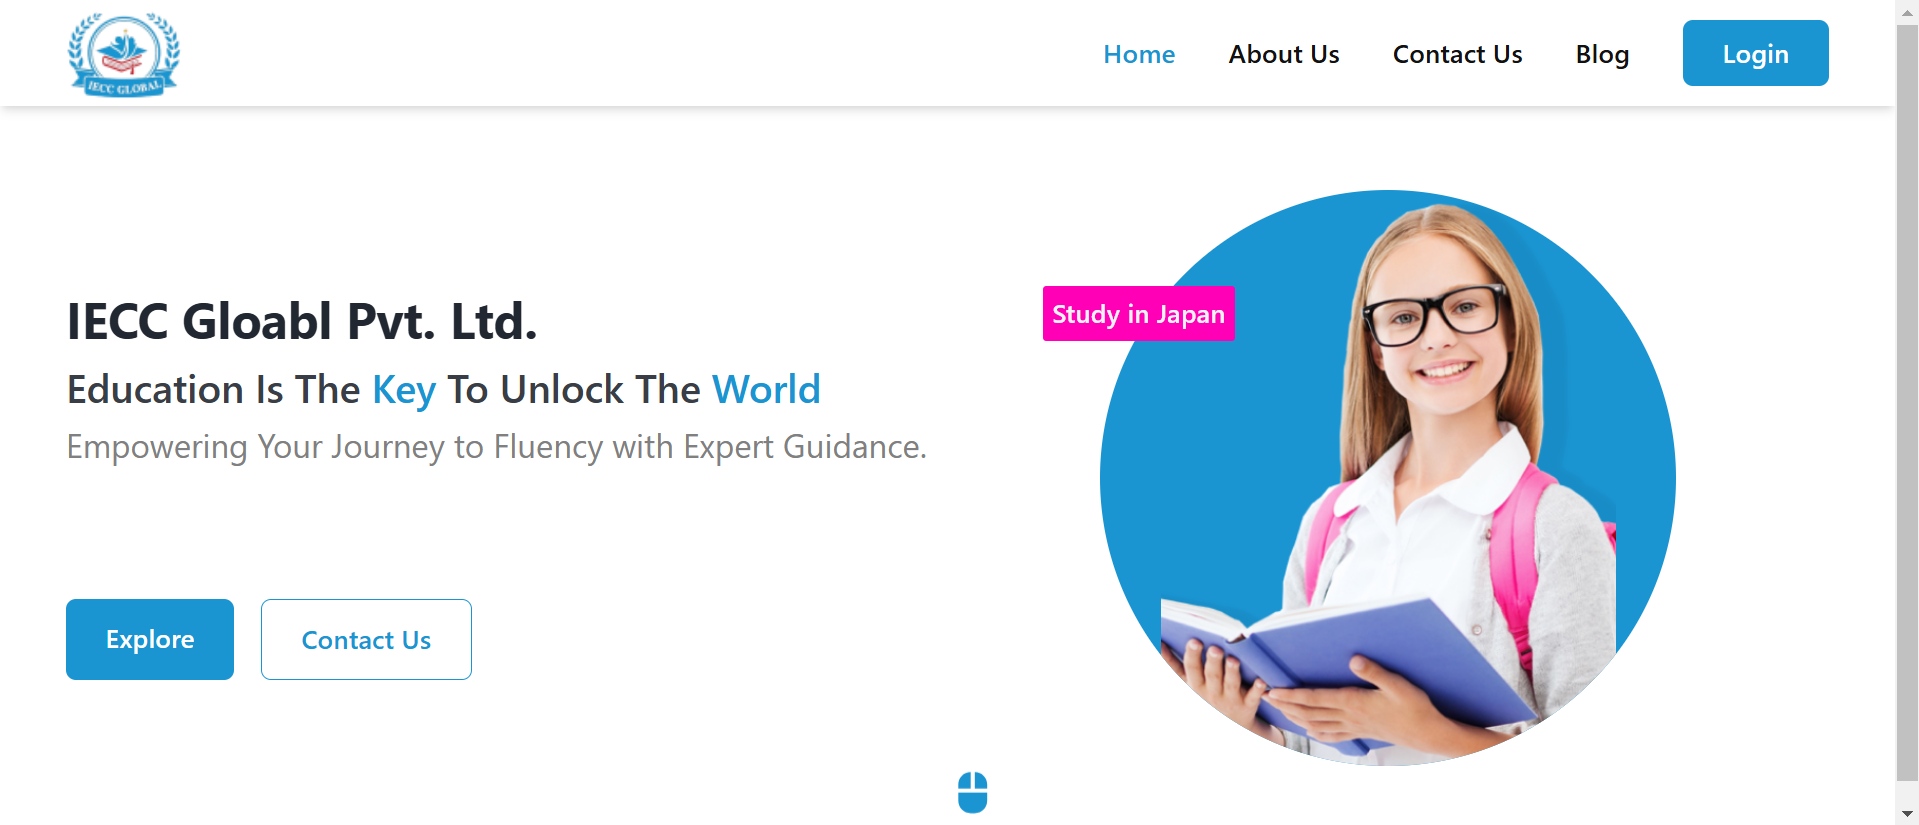 IECC GLOBAL
Home
About Us
Contact Us
Blog
Login
IECC Gloabl Pvt. Ltd.
Education Is The Key To Unlock The World
Empowering Your Journey to Fluency with Expert Guidance.
Study in Japan
Explore
Contact Us